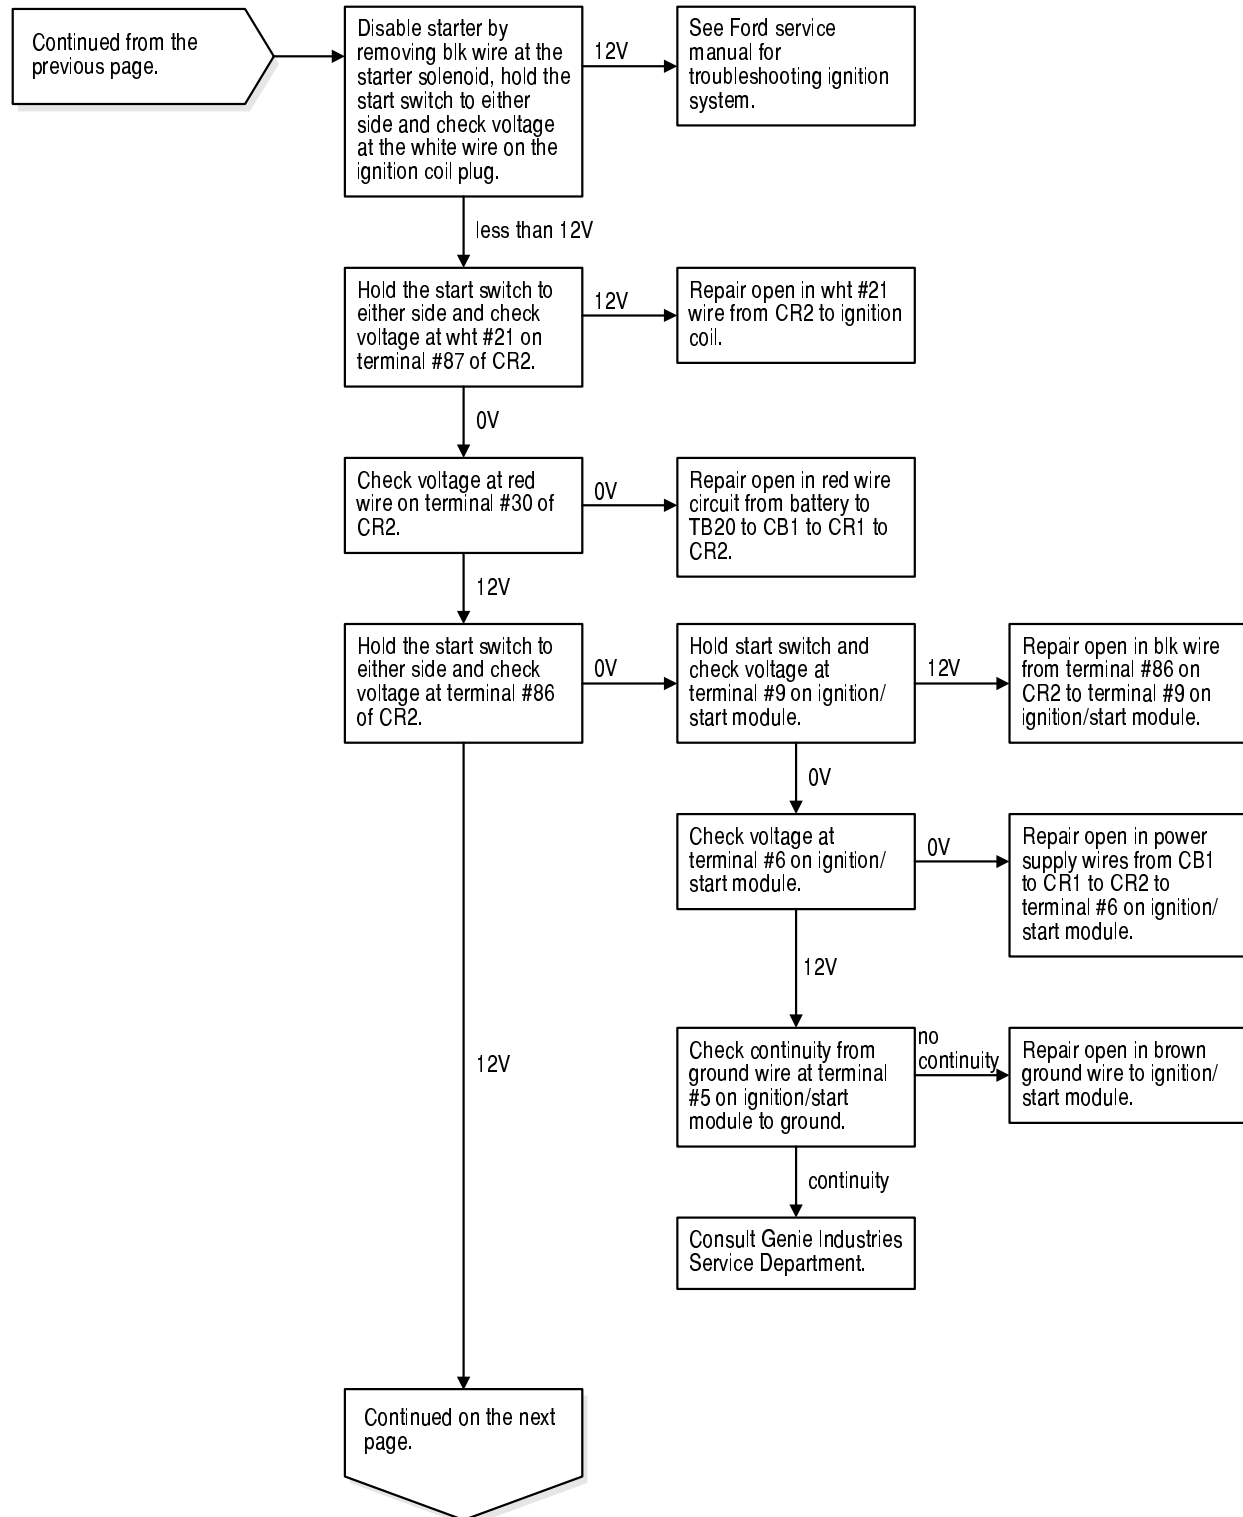 Continued from the
previous page.
Disable starter by
removing blk wire at the
starter solenoid, hold the
start switch to either
side and check voltage
at the white wire on the
ignition coil plug.
12V
See Ford service
manual for
troubleshooting ignition
system.
less than 12V
Hold the start switch to
either side and check
voltage at wht #21 on
terminal #87 of CR2.
12V
Repair open in wht #21
wire from CR2 to ignition
coil.
0V
Check voltage at red
wire on terminal #30 of
CR2.
0V
Repair open in red wire
circuit from battery to
TB20 to CB1 to CR1 to
CR2.
12V
Hold the start switch to
either side and check
voltage at terminal #86
of CR2.
0V
Hold start switch and
check voltage at
terminal #9 on ignition/
start module.
12V
Repair open in blk wire
from terminal #86 on
CR2 to terminal #9 on
ignition/start module.
0V
Check voltage at
terminal #6 on ignition/
start module.
0V
Repair open in power
supply wires from CB1
to CR1 to CR2 to
terminal #6 on ignition/
start module.
12V
Check continuity from
ground wire at terminal
#5 on ignition/start
module to ground.
no
continuity
Repair open in brown
ground wire to ignition/
start module.
continuity
Consult Genie Industries
Service Department.
12V
Continued on the next
page.